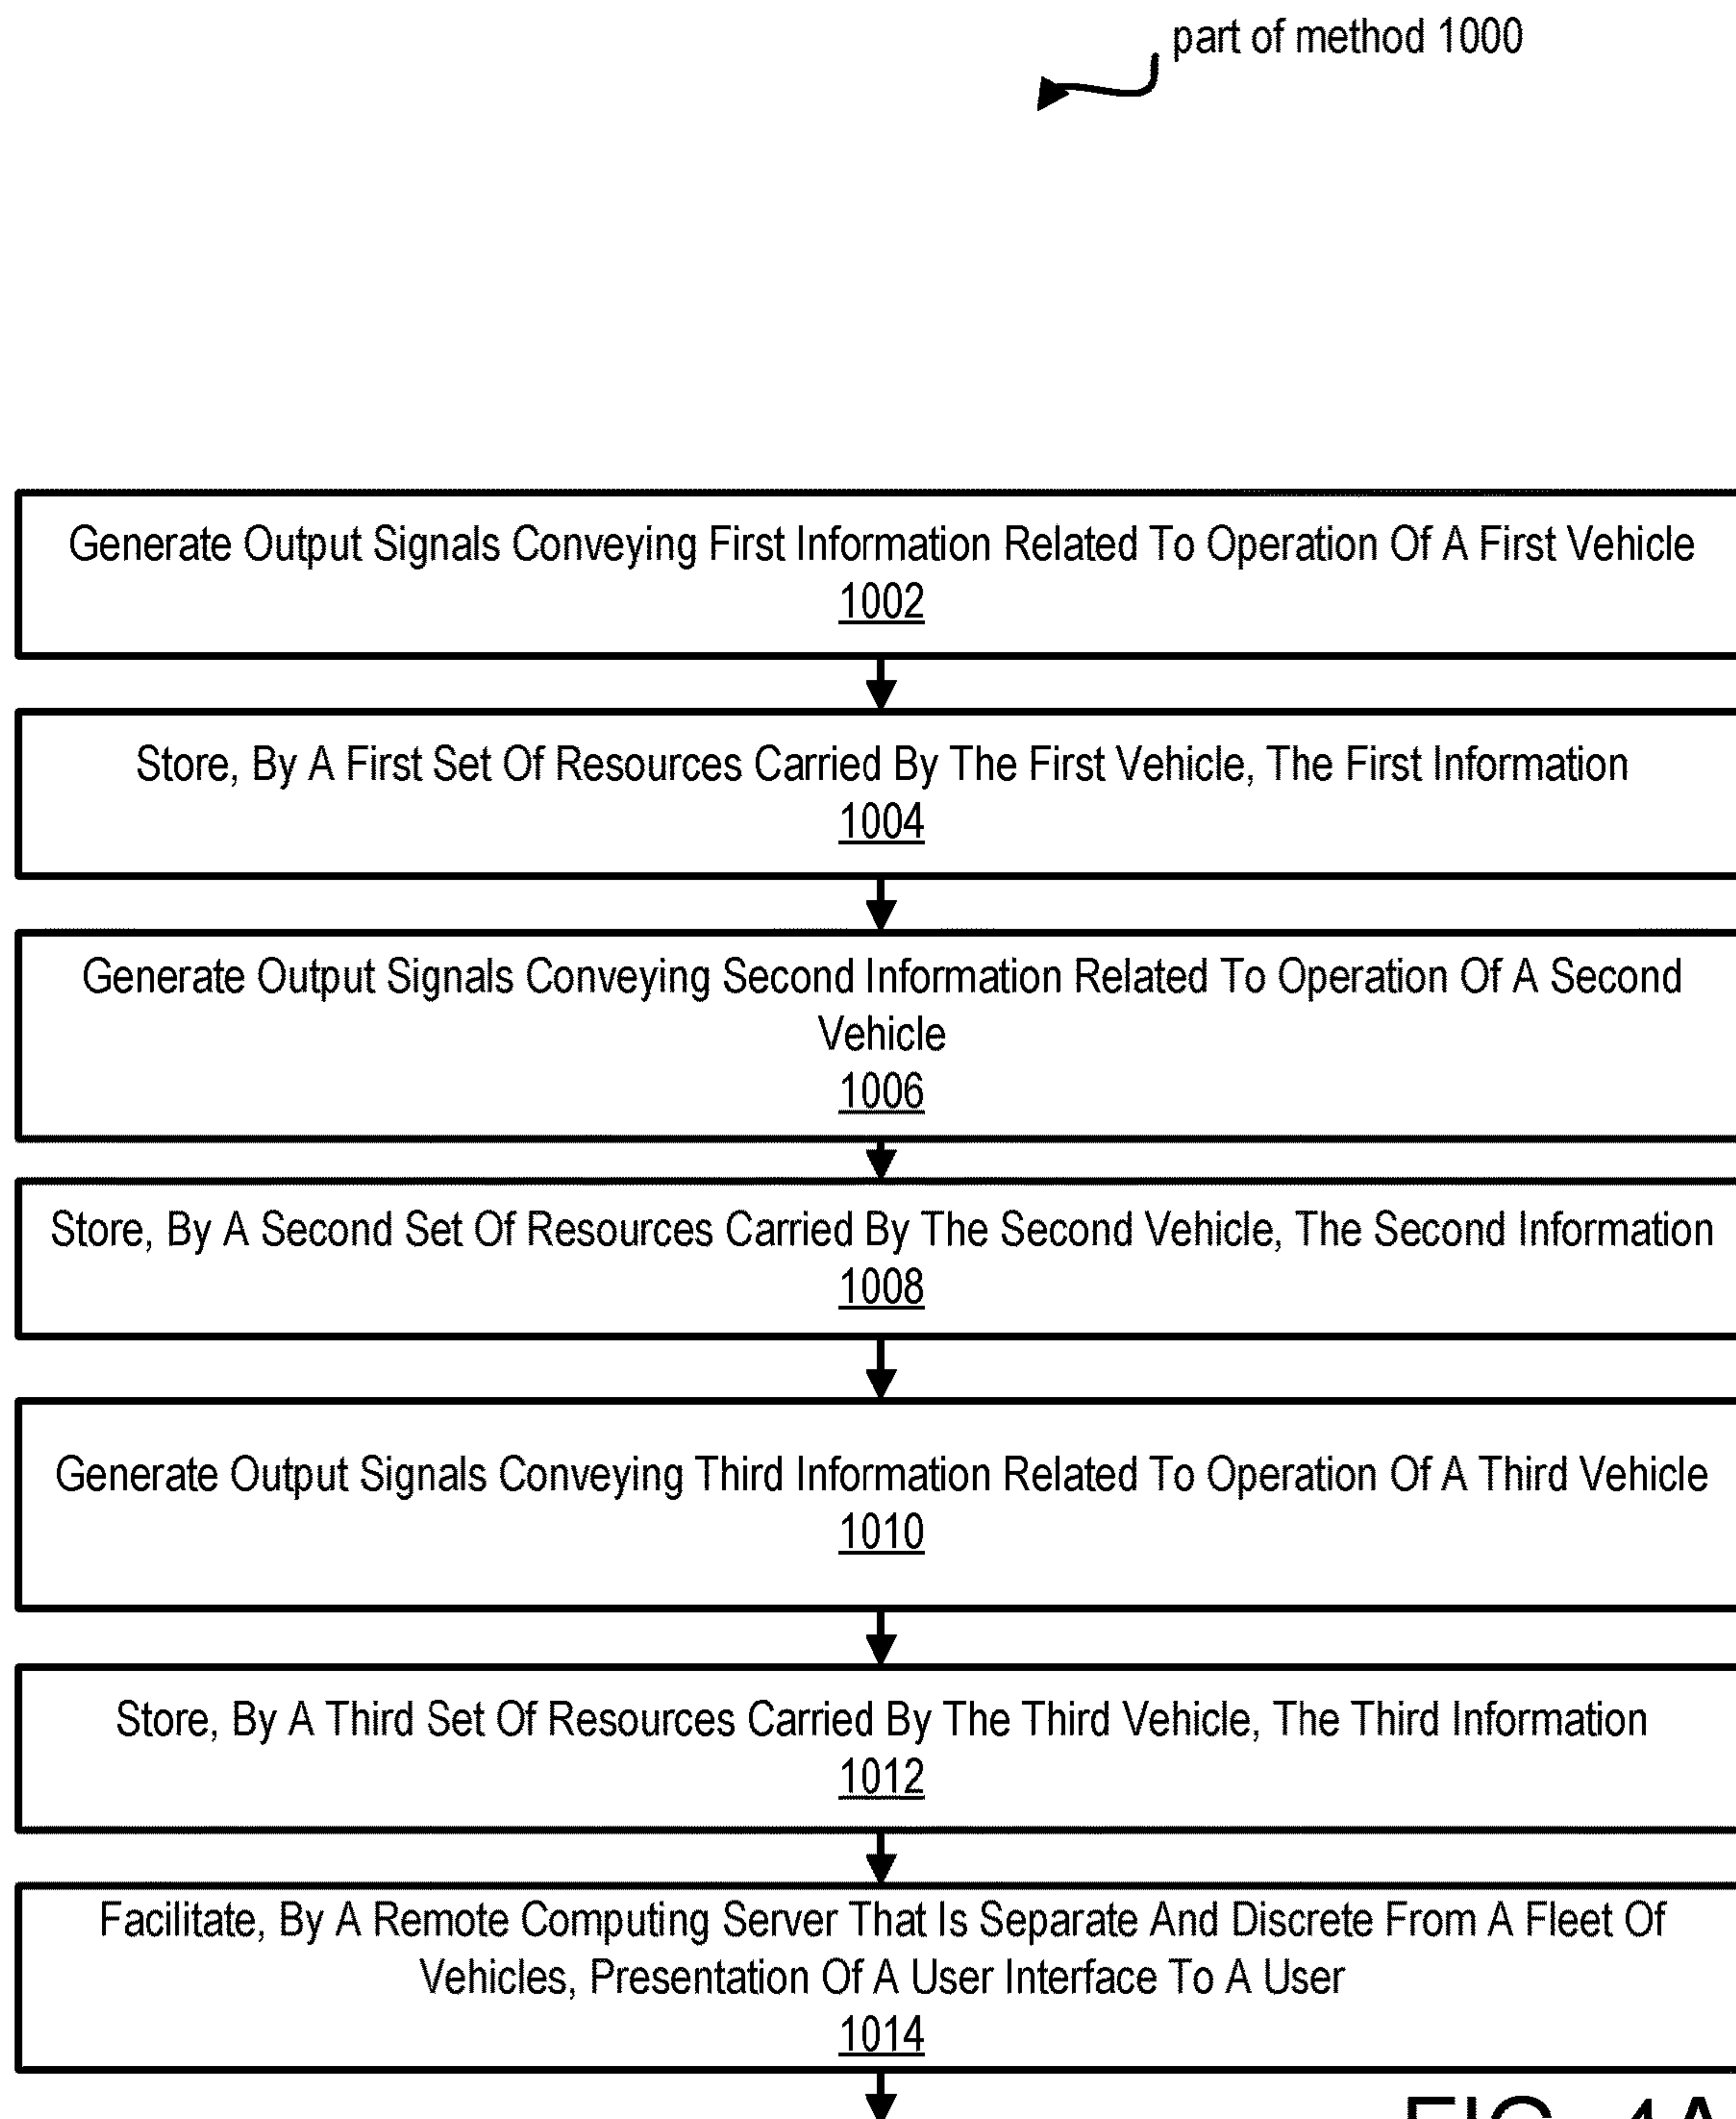 part of method 1000
Generate Output Signals Conveying First Information Related To Operation Of A First Vehicle
1002
Store, By A First Set Of Resources Carried By The First Vehicle, The First Information
1004
Generate Output Signals Conveying Second Information Related To Operation Of A Second
Vehicle
1006
Store, By A Second Set Of Resources Carried By The Second Vehicle, The Second Information
1008
Generate Output Signals Conveying Third Information Related To Operation Of A Third Vehicle
1010
Store, By A Third Set Of Resources Carried By The Third Vehicle, The Third Information
1012
Facilitate, By A Remote Computing Server That Is Separate And Discrete From A Fleet Of
Vehicles, Presentation Of A User Interface To A User
1014
FIG. 4A